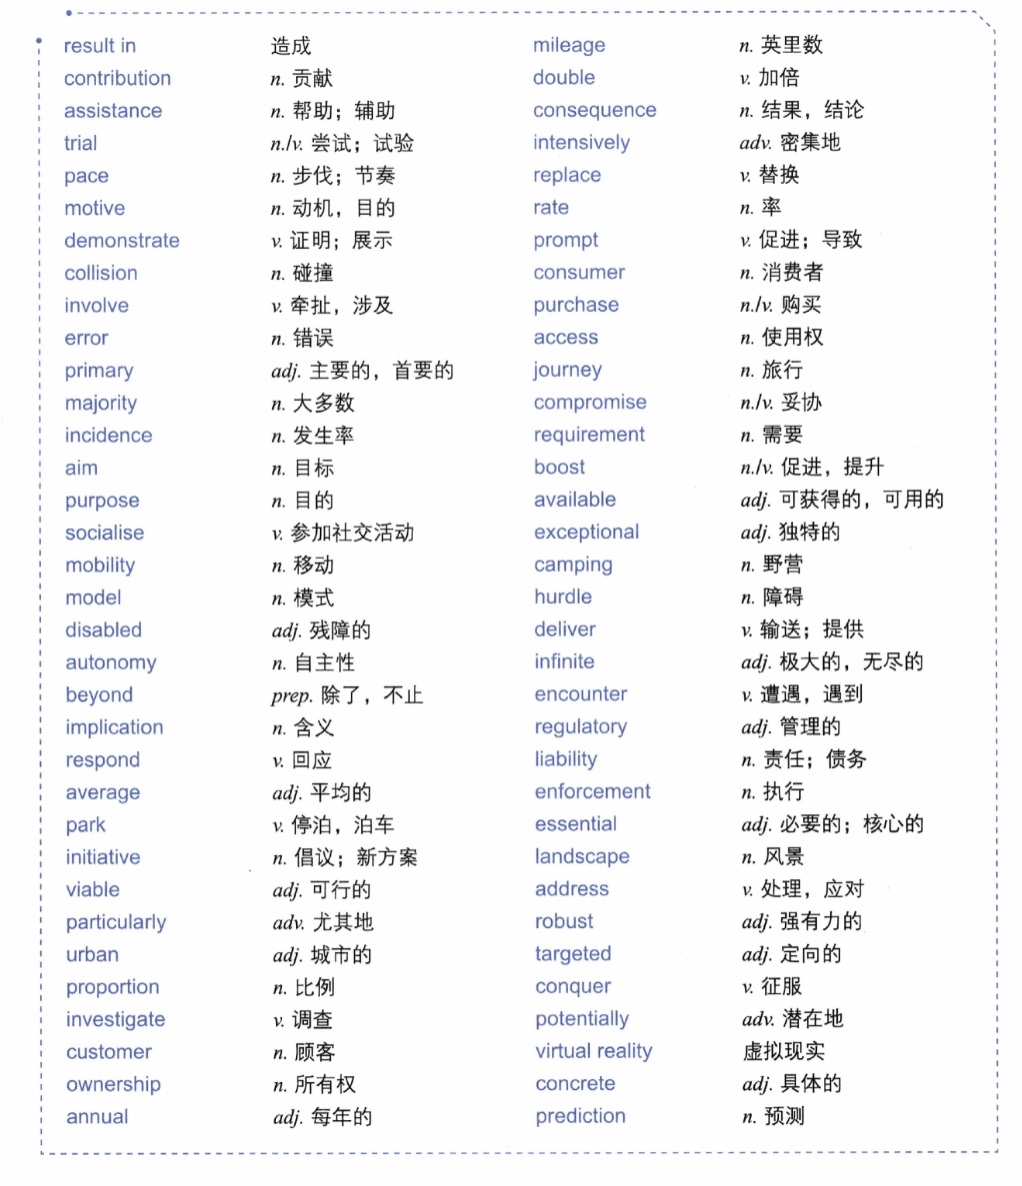 result in 造成
contribution n. 贡献
assistance n. 帮助；辅助
trial n./v. 尝试；试验
pace n. 步伐；节奏
motive n. 动机，目的
demonstrate v. 证明；展示
collision n. 碰撞
involve v. 牵扯，涉及
error n. 错误
primary adj. 主要的，首要的
majority n. 大多数
incidence n. 发生率
aim n. 目标
purpose n. 目的
socialise v. 参加社交活动
mobility n. 移动
model n. 模式
disabled adj. 残障的
autonomy n. 自主性
beyond prep. 除了，不止
implication n. 含义
respond v. 回应
average adj. 平均的
park v. 停泊，泊车
initiative n. 倡议；新方案
viable adj. 可行的
particularly adv. 尤其地
urban adj. 城市的
proportion n. 比例
investigate v. 调查
customer n. 顾客
ownership n. 所有权
annual adj. 每年的
mileage n. 英里数
double v. 加倍
consequence n. 结果，结论
intensively adv. 密集地
replace v. 替换
rate n. 率
prompt v. 促进；导致
consumer n. 消费者
purchase n./v. 购买
access n. 使用权
journey n. 旅行
compromise n./v. 妥协
requirement n. 需要
boost n./v. 促进，提升
available adj. 可获得的，可用的
exceptional adj. 独特的
camping n. 野营
hurdle n. 障碍
deliver v. 输送；提供
infinite adj. 极大的，无尽的
encounter v. 遭遇，遇到
regulatory adj. 管理的
liability n. 责任；债务
enforcement n. 执行
essential adj. 必要的；核心的
landscape n. 风景
address v. 处理，应对
robust adj. 强有力的
targeted adj. 定向的
conquer v. 征服
potentially adv. 潜在地
virtual reality 虚拟现实
concrete adj. 具体的
prediction n. 预测